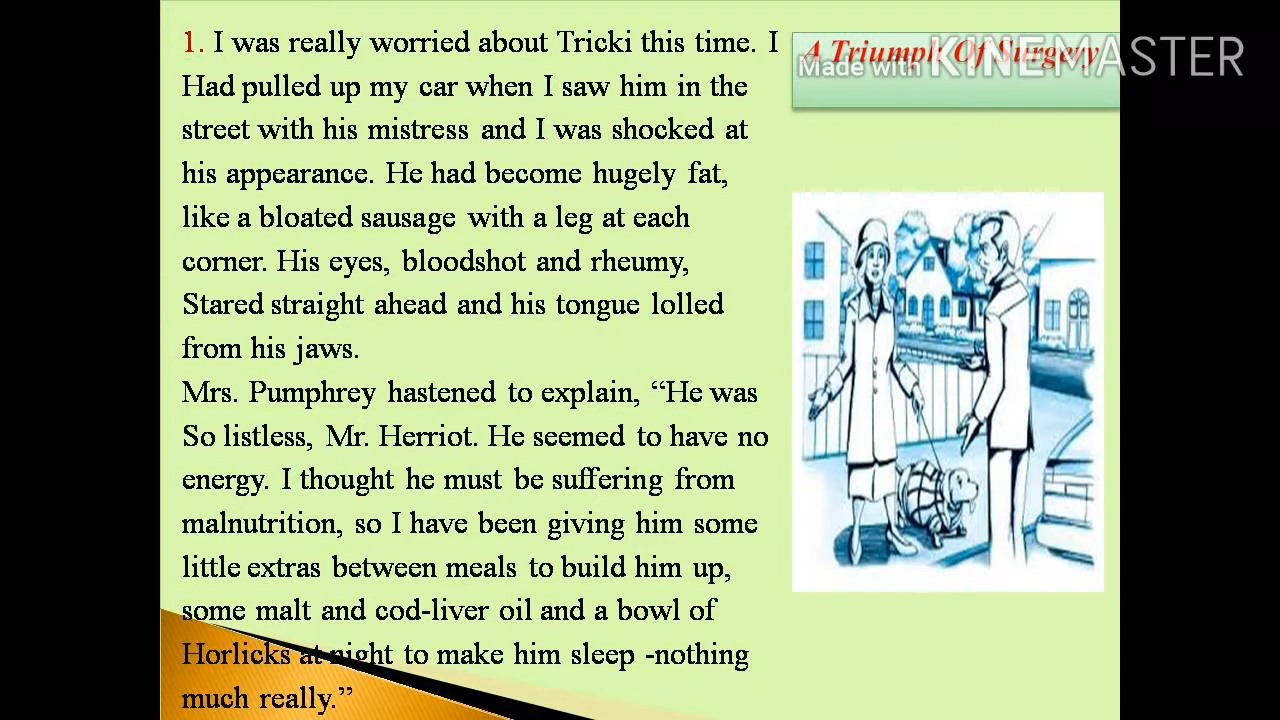 1. I was really worried about Tricki this time. I
Had pulled up my car when I saw him in the
street with his mistress and I was shocked at
his appearance. He had become hugely fat,
like a bloated sausage with a leg at each
corner. His eyes, bloodshot and rheumy,
Stared straight ahead and his tongue lolled
from his jaws.
Mrs. Pumphrey hastened to explain, “He was
So listless, Mr. Herriot. He seemed to have no
energy. I thought he must be suffering from
malnutrition, so I have been giving him some
little extras between meals to build him up,
some malt and cod-liver oil and a bowl of
Horlicks at night to make him sleep -nothing
much really.”
A Triumph Of Surgery
Made with KINEMASTER